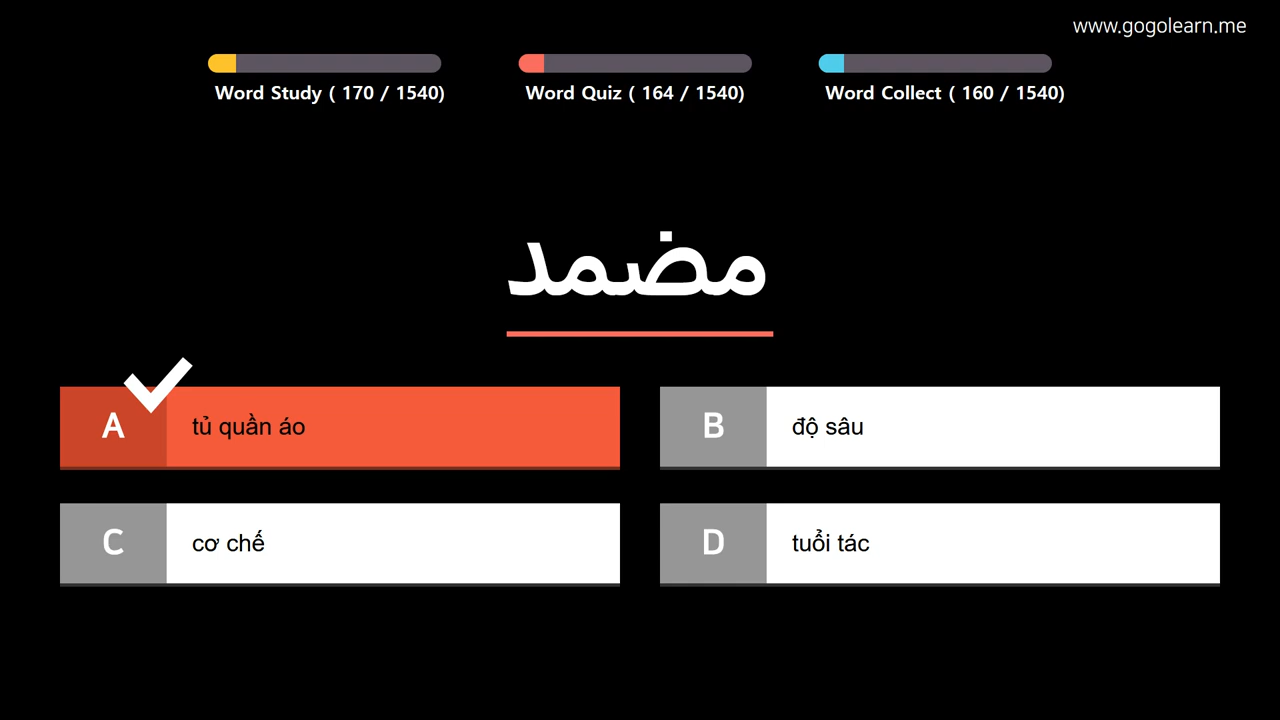 www.gogolearn.me
Word Study ( 170 / 1540)
Word Quiz ( 164 / 1540)
Word Collect ( 160 / 1540)
مضمد
A tủ quần áo
B độ sâu
C cơ chế
D tuổi tác